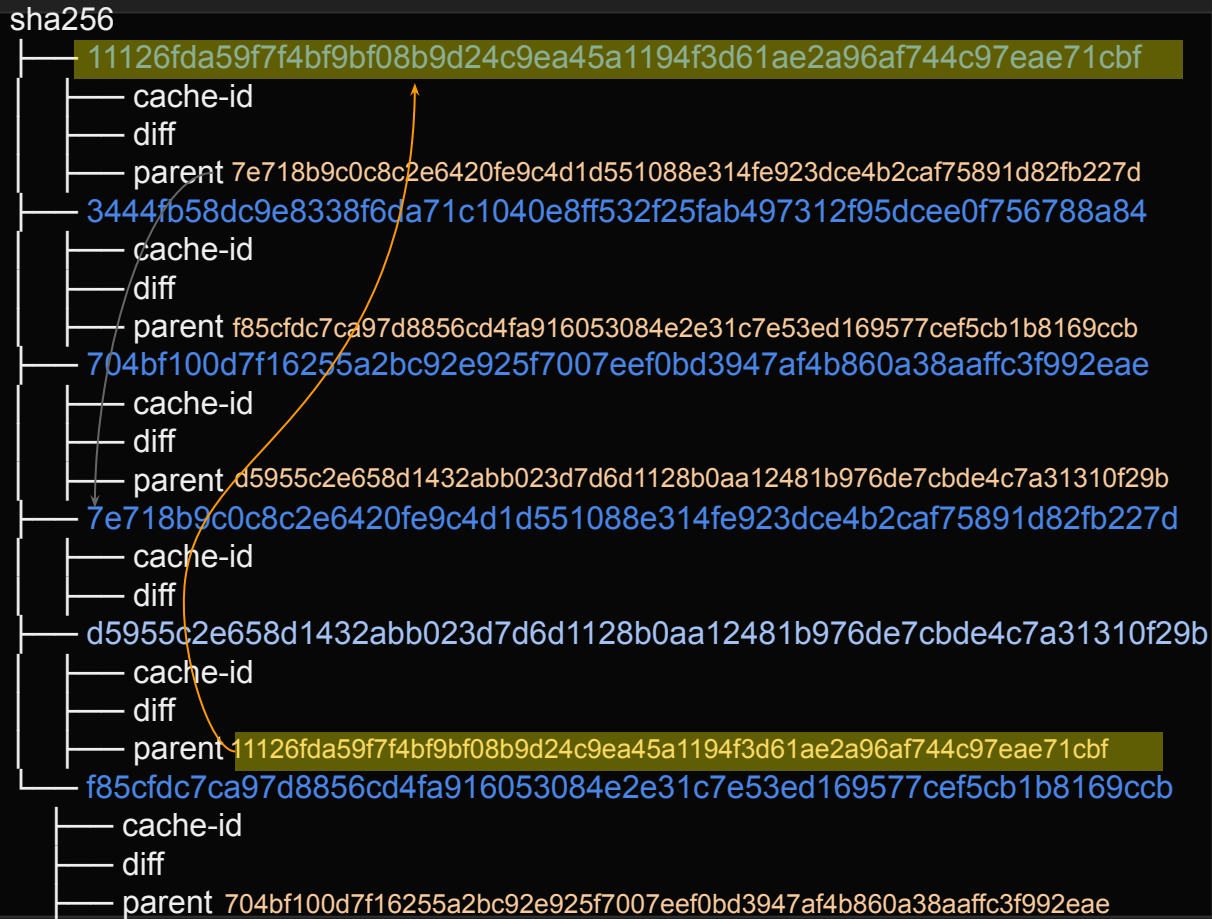 sha256
11126fda59f7f4bf9bf08b9d24c9ea45a1194f3d61ae2a96af744c97eae71cbf
cache-id
diff
parent 7e718b9c0c8c2e6420fe9c4d1d551088e314fe923dce4b2caf75891d82fb227d
3444fb58dc9e8338f6da71c1040e8ff532f25fab497312f95dcee0f756788a84
cache-id
diff
parent f85cfdc7ca97d8856cd4fa916053084e2e31c7e53ed169577cef5cb1b8169ccb
704bf100d7f16255a2bc92e925f7007eef0bd3947af4b860a38aaffc3f992eae
cache-id
diff
parent d5955c2e658d1432abb023d7d6d1128b0aa12481b976de7cbde4c7a31310f29b
7e718b9c0c8c2e6420fe9c4d1d551088e314fe923dce4b2caf75891d82fb227d
cache-id
diff
d5955c2e658d1432abb023d7d6d1128b0aa12481b976de7cbde4c7a31310f29b
cache-id
diff
parent 11126fda59f7f4bf9bf08b9d24c9ea45a1194f3d61ae2a96af744c97eae71cbf
f85cfdc7ca97d8856cd4fa916053084e2e31c7e53ed169577cef5cb1b8169ccb
cache-id
diff
parent 704bf100d7f16255a2bc92e925f7007eef0bd3947af4b860a38aaffc3f992eae